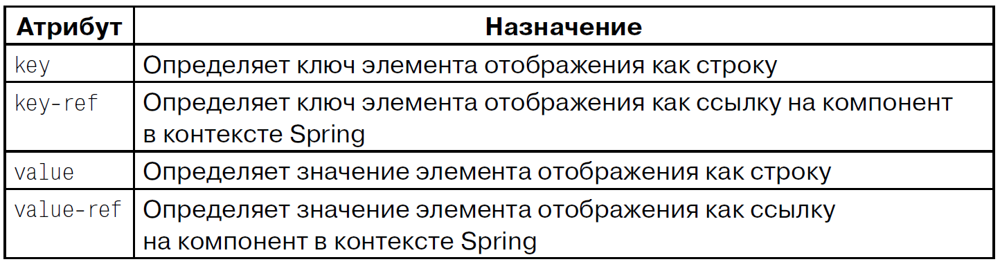 Атрибут Назначение
key Определяет ключ элемента отображения как строку
key-ref Определяет ключ элемента отображения как ссылку на компонент
в контексте Spring
value Определяет значение элемента отображения как строку
value-ref Определяет значение элемента отображения как ссылку
на компонент в контексте Spring